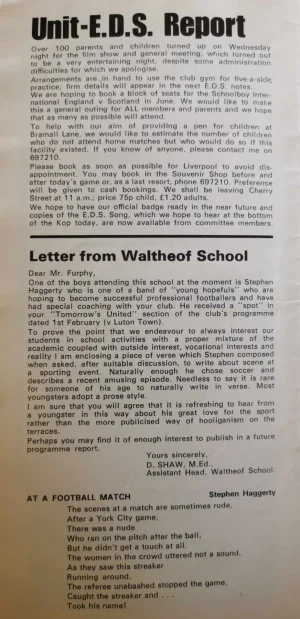 Unit-E.D.S. Report
Over 100 parents and children turned up on Wednesday
night for the film show and general meeting, which turned out
to be a very entertaining night, despite some administration
difficulties for which we apologise.
Arrangements are in hand to use the club gym for five-a-side
practice; firm details will appear in the next E.D.S. notes.
We are hoping to book a block of seats for the Schoolboy Inter-
national England v Scotland in June. We would like to make
this a general outing for ALL members and parents and we hope
that as many as possible will attend.
To help with our aim of providing a pen for children at
Bramall Lane, we would like to estimate the number of children
who do not attend home matches but who would do so if this
facility existed. If you know of anyone, please contact me on
697210.
Please book as soon as possible for Liverpool to avoid dis-
appointment. You may book in the Souvenir Shop before and
after today's game or, as a last resort, phone 697210. Preference
will be given to cash bookings. We shall be leaving Cherry
Street at 11 a.m.; price 75p child, £1.20 adults.
We hope to have our official badge ready in the near future and
copies of the E.D.S. Song, which we hope to hear at the bottom
of the Kop today, are now available from committee members.
Letter from Waltheof School
Dear Mr. Furphy,
One of the boys attending this school at the moment is Stephen
Haggerty who is one of a band of "young hopefuls" who are
hoping to become successful professional footballers and have
had special coaching with your club. He received a "spot" in
your "Tomorrow's United" section of the club's programme
dated 1st February (v Luton Town).
To prove the point that we endeavour to always interest our
students in school activities with a proper mixture of the
academic coupled with outside interest, vocational interests and
reality I am enclosing a piece of verse which Stephen composed
when asked, after suitable discussion, to write about scene at
a sporting event. Naturally enough he chose soccer and
describes a recent amusing episode. Needless to say it is rare
for someone of his age to naturally write in verse. Most
youngsters adopt a prose style.
I am sure that you will agree that it is refreshing to hear from
a youngster in this way about his great love for the sport
rather than the more publicised way of hooliganism on the
terraces.
Perhaps you may find it of enough interest to publish in a future
programme report.
Yours sincerely,
D. SHAW, M.Ed.,
Assistant Head, Waltheof School.
AT A FOOTBALL MATCH Stephen Haggerty
The scenes at a match are sometimes rude.
After a York City game,
There was a nude
Who ran on the pitch after the ball,
But he didn't get a touch at all.
The women in the crowd uttered not a sound.
As they saw this streaker
Running around.
The referee unabashed stopped the game,
Caught the streaker and . . .
Took his name!